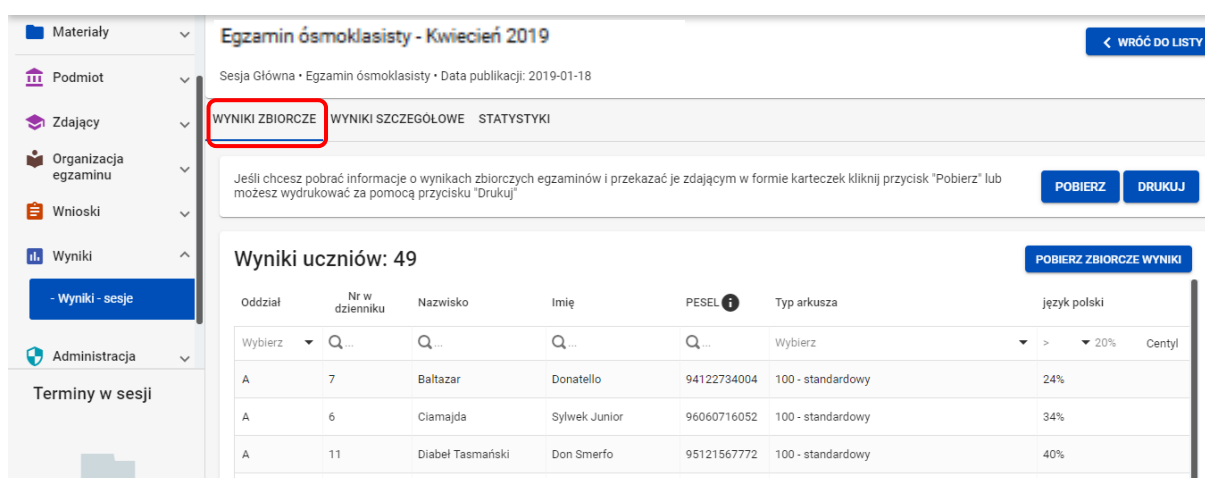 Materiały
Podmiot
Zdający
Organizacja
egzaminu
Wnioski
Wyniki
- Wyniki - sesje
Administracja
Terminy w sesji
Egzamin ósmoklasisty - Kwiecień 2019
WRÓĆ DO LISTY
Sesja Główna • Egzamin ósmoklasisty • Data publikacji: 2019-01-18
WYNIKI ZBIORCZE WYNIKI SZCZEGÓŁOWE STATYSTYKI
Jeśli chcesz pobrać informacje o wynikach zbiorczych egzaminów i przekazać je zdającym w formie karteczek kliknij przycisk "Pobierz" lub
możesz wydrukować za pomocą przycisku "Drukuj"
POBIERZ DRUKUJ
Wyniki uczniów: 49
POBIERZ ZBIORCZE WYNIKI
Oddział Nr w dzienniku Nazwisko Imię PESEL Typ arkusza język polski
Wybierz ... ... ... ... Wybierz > 20% Centyl
A 7 Baltazar Donatello 94122734004 100 - standardowy 24%
A 6 Ciamajda Sylwek Junior 96060716052 100 - standardowy 34%
A 11 Diabeł Tasmański Don Smerfo 95121567772 100 - standardowy 40%